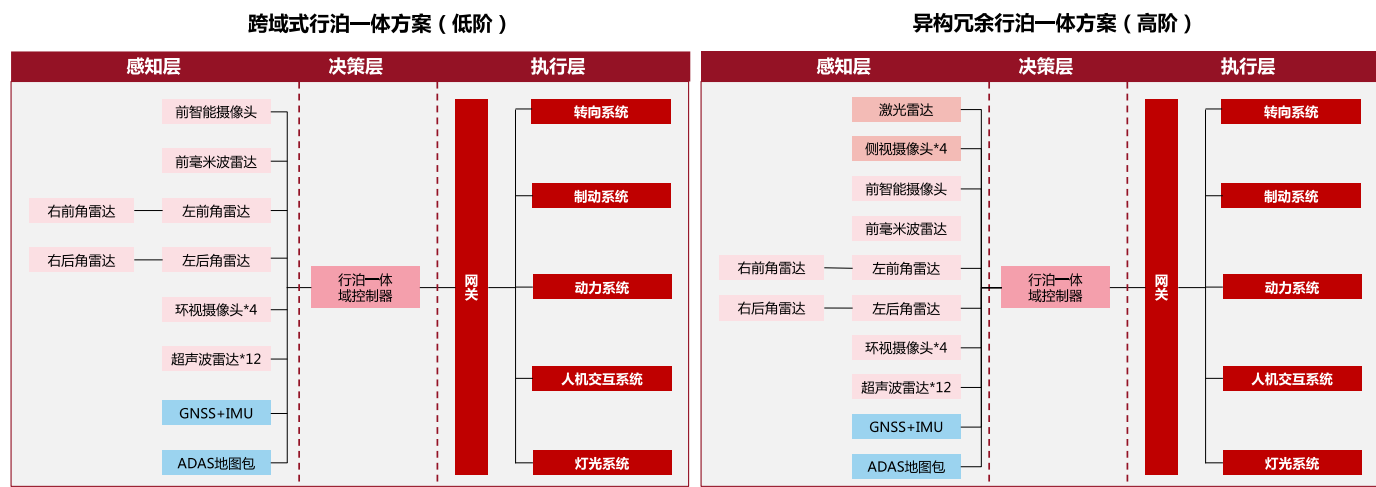 跨域式行泊一体方案（低阶）
感知层
决策层
执行层
前智能摄像头
前毫米波雷达
右前角雷达
左前角雷达
右后角雷达
左后角雷达
环视摄像头*4
超声波雷达*12
GNSS+IMU
ADAS地图包
行泊一体
域控制器
网关
转向系统
制动系统
动力系统
人机交互系统
灯光系统
异构冗余行泊一体方案（高阶）
感知层
决策层
执行层
激光雷达
侧视摄像头*4
前智能摄像头
前毫米波雷达
右前角雷达
左前角雷达
右后角雷达
左后角雷达
环视摄像头*4
超声波雷达*12
GNSS+IMU
ADAS地图包
行泊一体
域控制器
网关
转向系统
制动系统
动力系统
人机交互系统
灯光系统